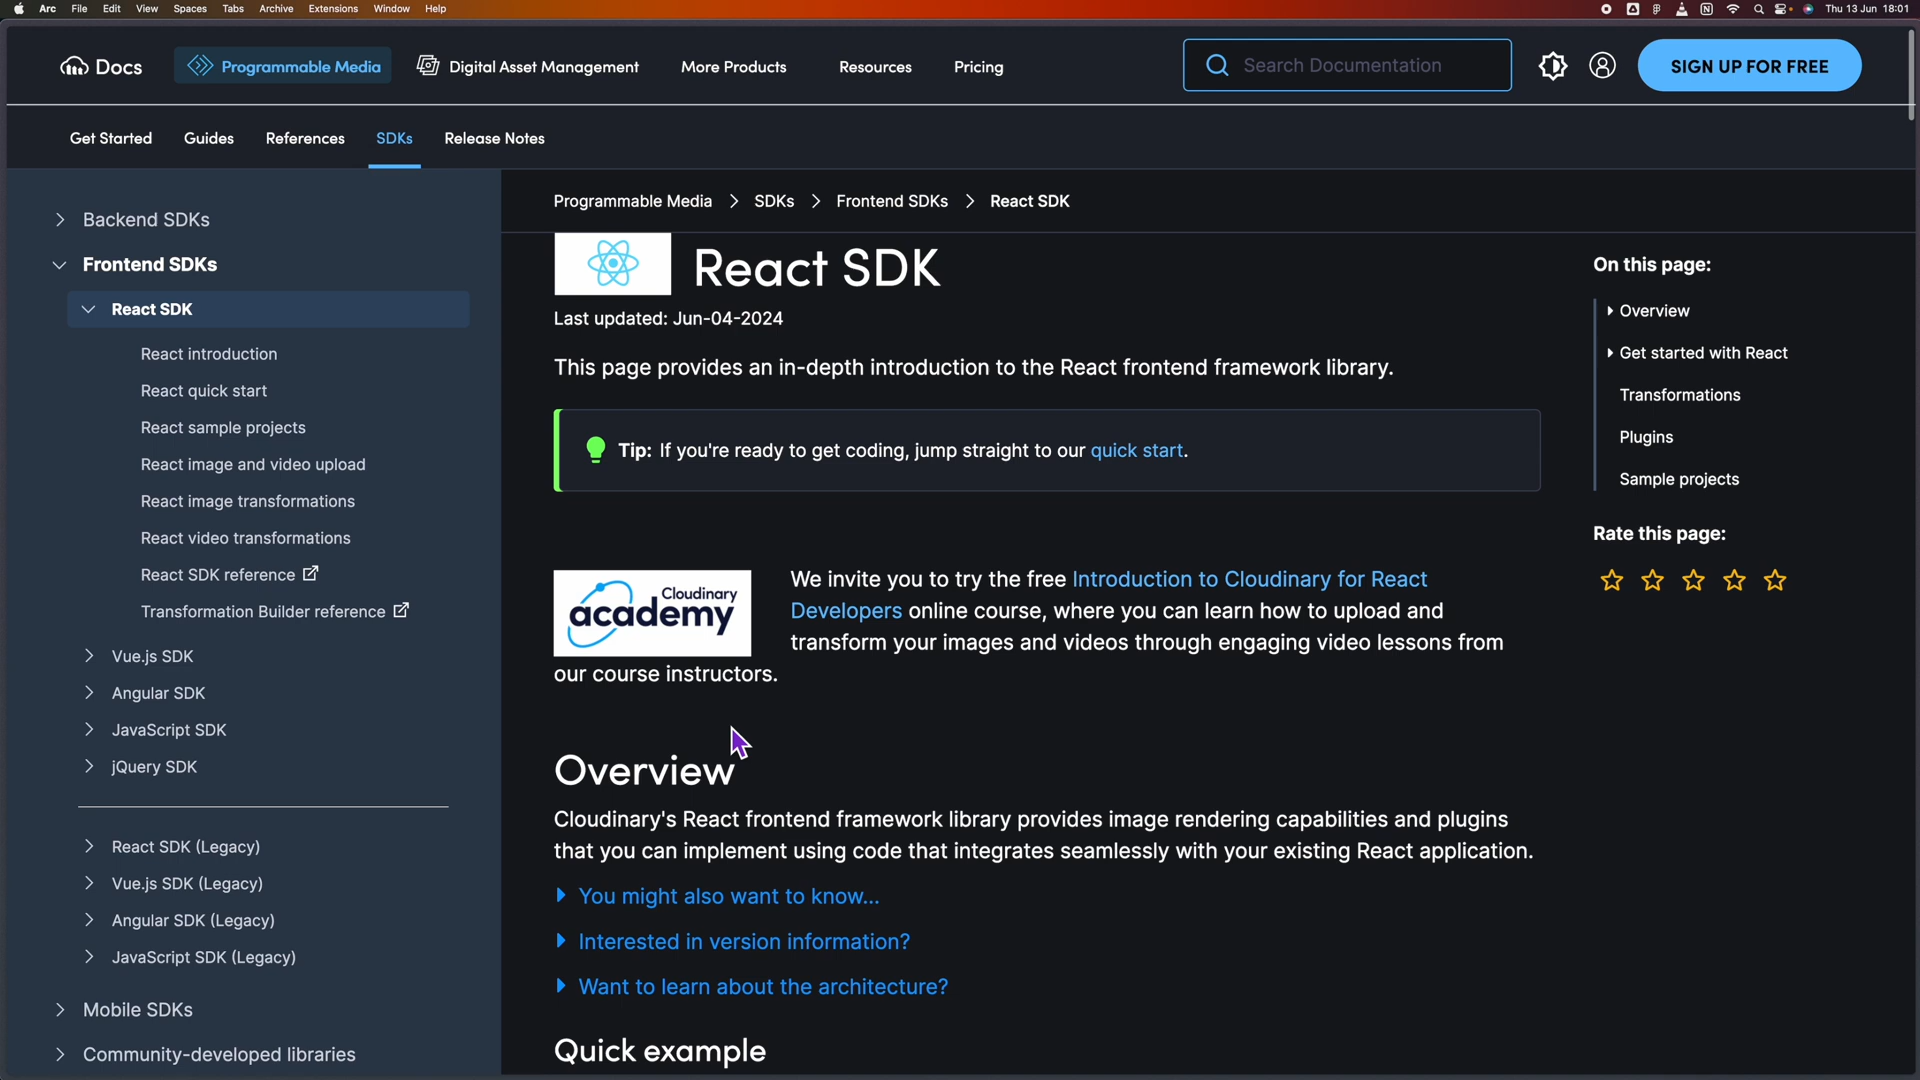 Arc File Edit View Spaces Tabs Archive Extensions Window Help Thu 13 Jun 18:01
Docs Programmable Media Digital Asset Management More Products Resources Pricing Search Documentation SIGN UP FOR FREE
Get Started Guides References SDKs Release Notes
Backend SDKs
Frontend SDKs
React SDK
React introduction
React quick start
React sample projects
React image and video upload
React image transformations
React video transformations
React SDK reference
Transformation Builder reference
Vue.js SDK
Angular SDK
JavaScript SDK
jQuery SDK
React SDK (Legacy)
Vue.js SDK (Legacy)
Angular SDK (Legacy)
JavaScript SDK (Legacy)
Mobile SDKs
Community-developed libraries
Programmable Media > SDKs > Frontend SDKs > React SDK
React SDK
Last updated: Jun-04-2024
This page provides an in-depth introduction to the React frontend framework library.
Tip: If you're ready to get coding, jump straight to our quick start.
Cloudinary
academy
We invite you to try the free Introduction to Cloudinary for React
Developers online course, where you can learn how to upload and
transform your images and videos through engaging video lessons from
our course instructors.
Overview
Cloudinary's React frontend framework library provides image rendering capabilities and plugins
that you can implement using code that integrates seamlessly with your existing React application.
You might also want to know...
Interested in version information?
Want to learn about the architecture?
Quick example
On this page:
Overview
Get started with React
Transformations
Plugins
Sample projects
Rate this page: